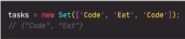 tasks = new Set(['Code', 'Eat', 'Code']);
// {"Code", "Eat"}